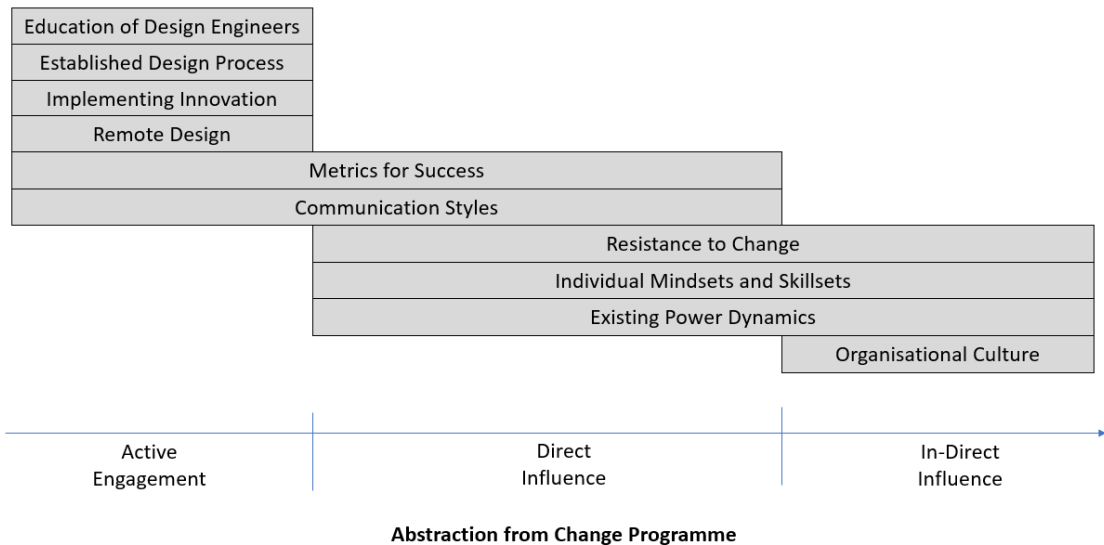 Education of Design Engineers
Established Design Process
Implementing Innovation
Remote Design
Metrics for Success
Communication Styles
Resistance to Change
Individual Mindsets and Skillsets
Existing Power Dynamics
Organisational Culture
Active
Engagement
Direct
Influence
In-Direct
Influence
Abstraction from Change Programme